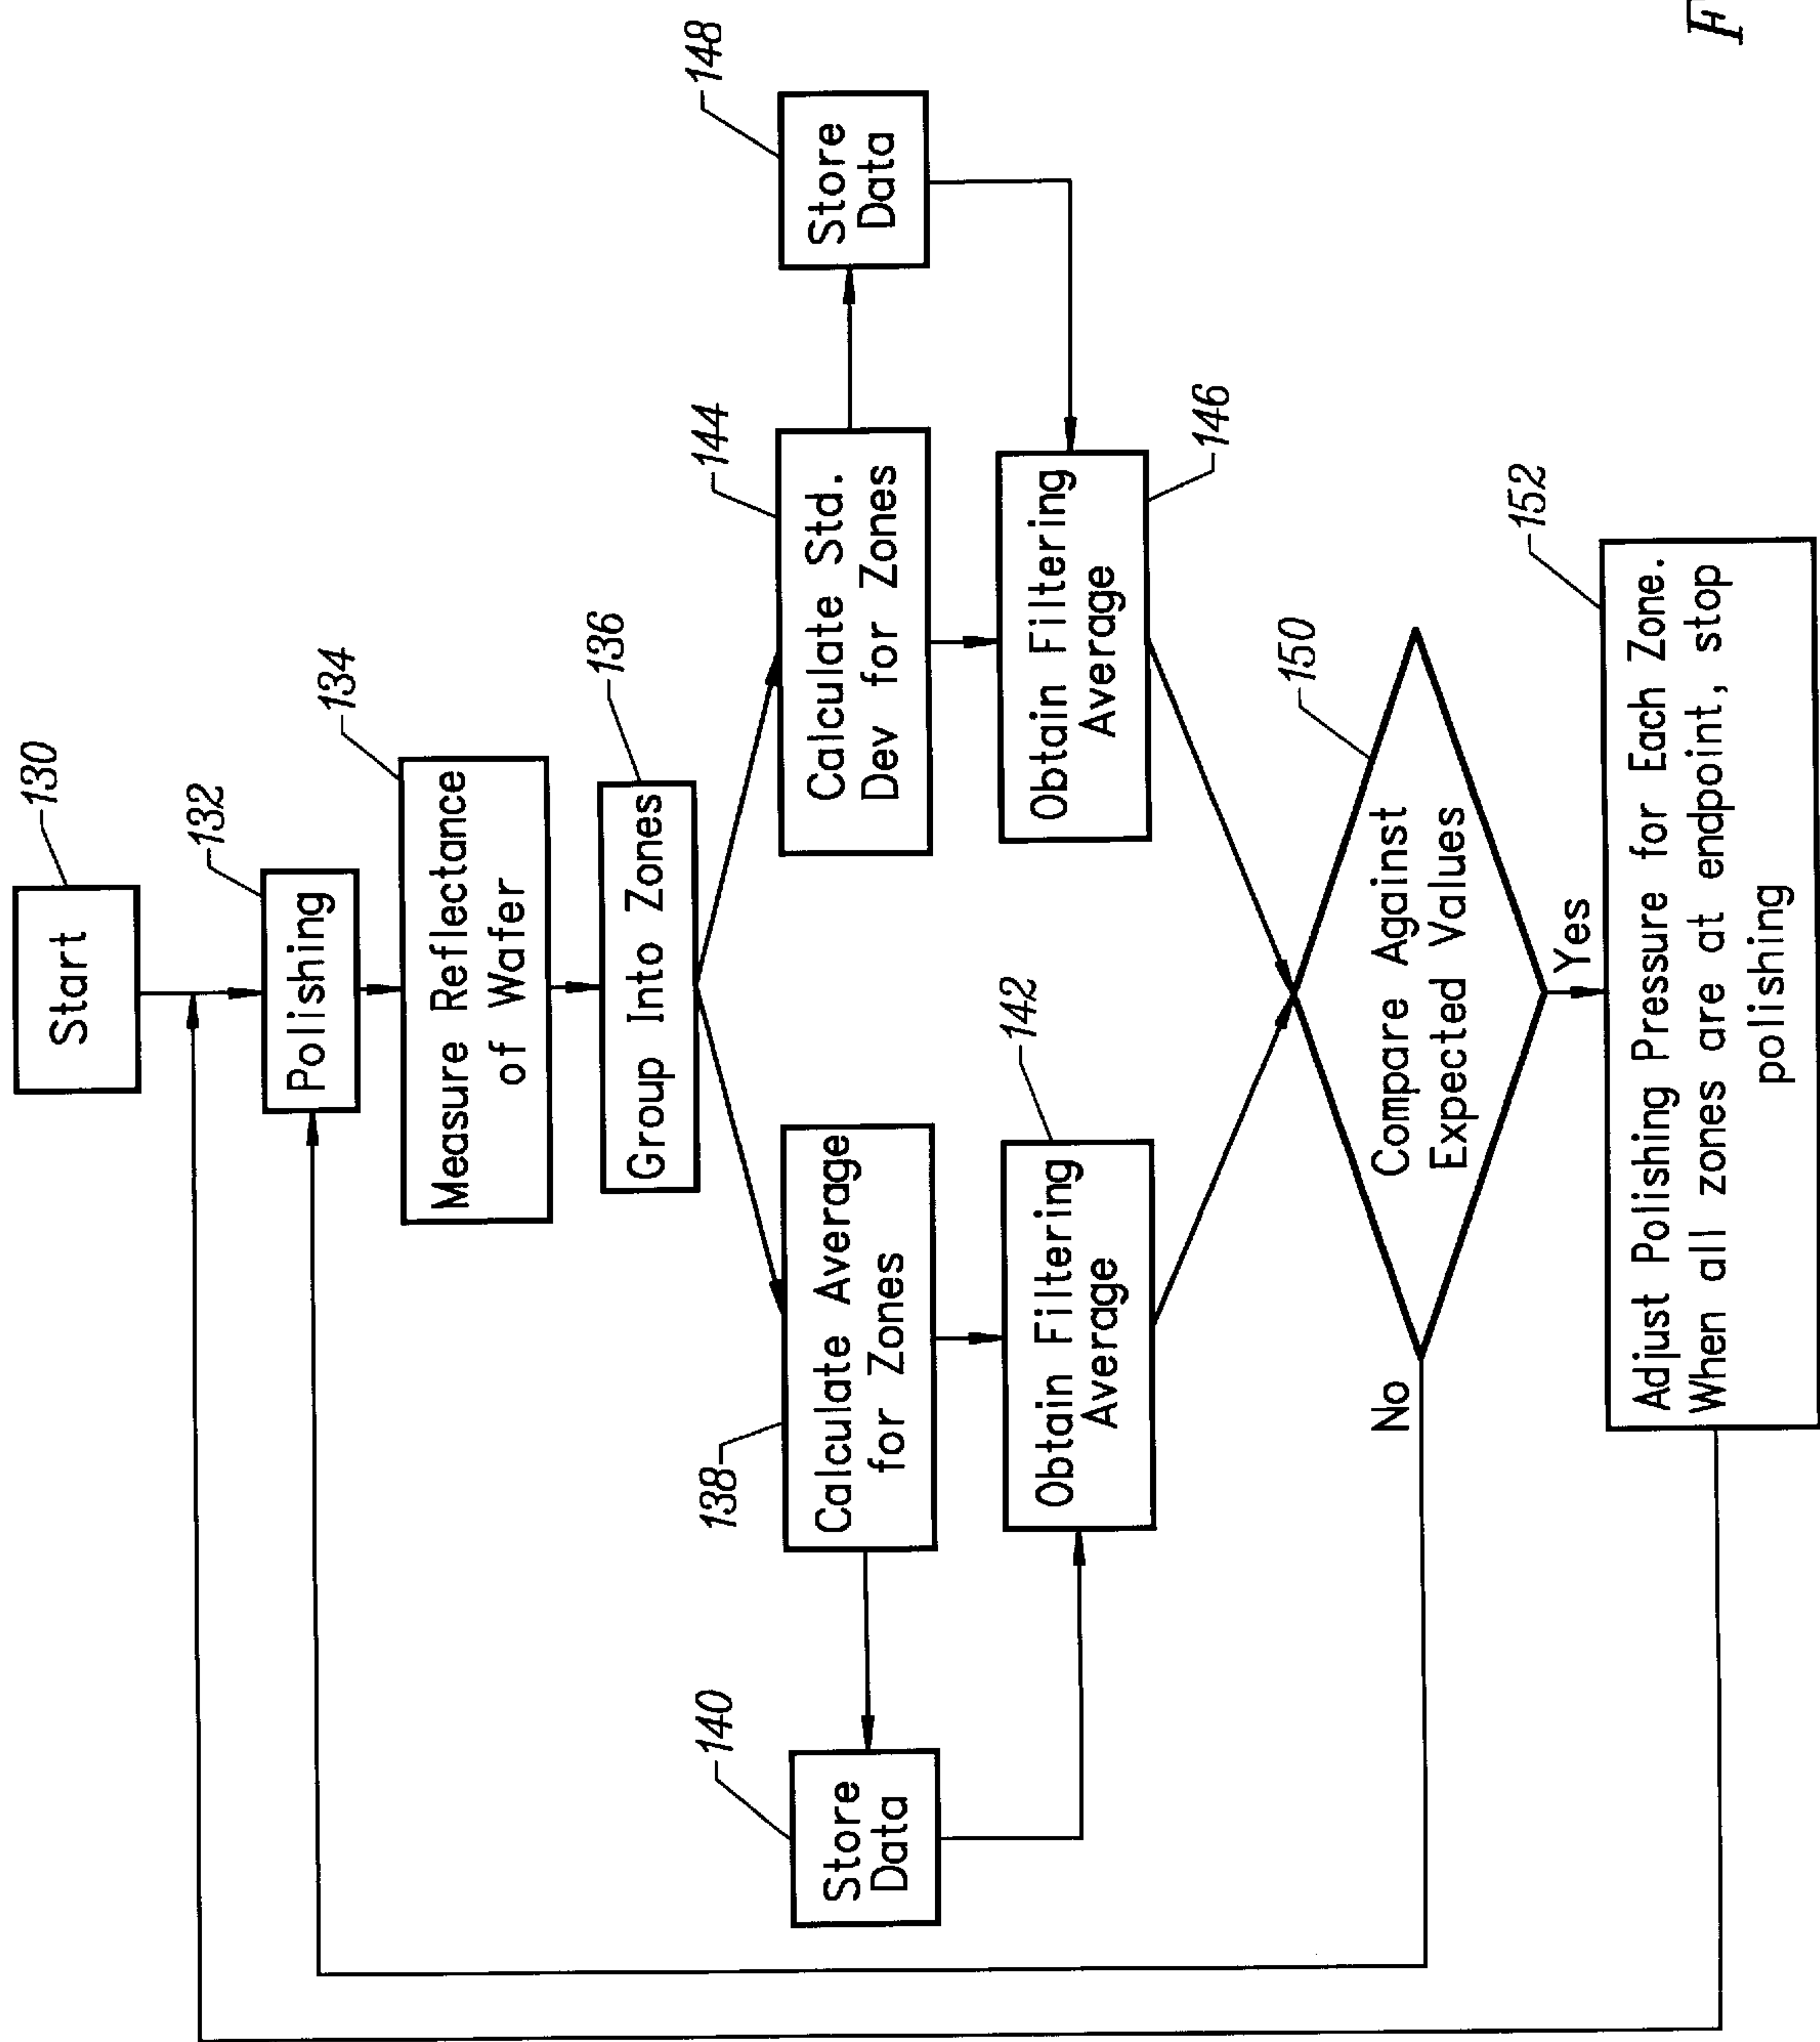 130
Start
132
Polishing
134
Measure Reflectance
of Wafer
136
Group Into Zones
138
Calculate Average
for Zones
144
Calculate Std.
Dev for Zones
140
Store
Data
148
Store
Data
142
Obtain Filtering
Average
146
Obtain Filtering
Average
150
Compare Against
Expected Values
No
Yes
152
Adjust Polishing Pressure for Each Zone.
When all zones are at endpoint, stop
polishing